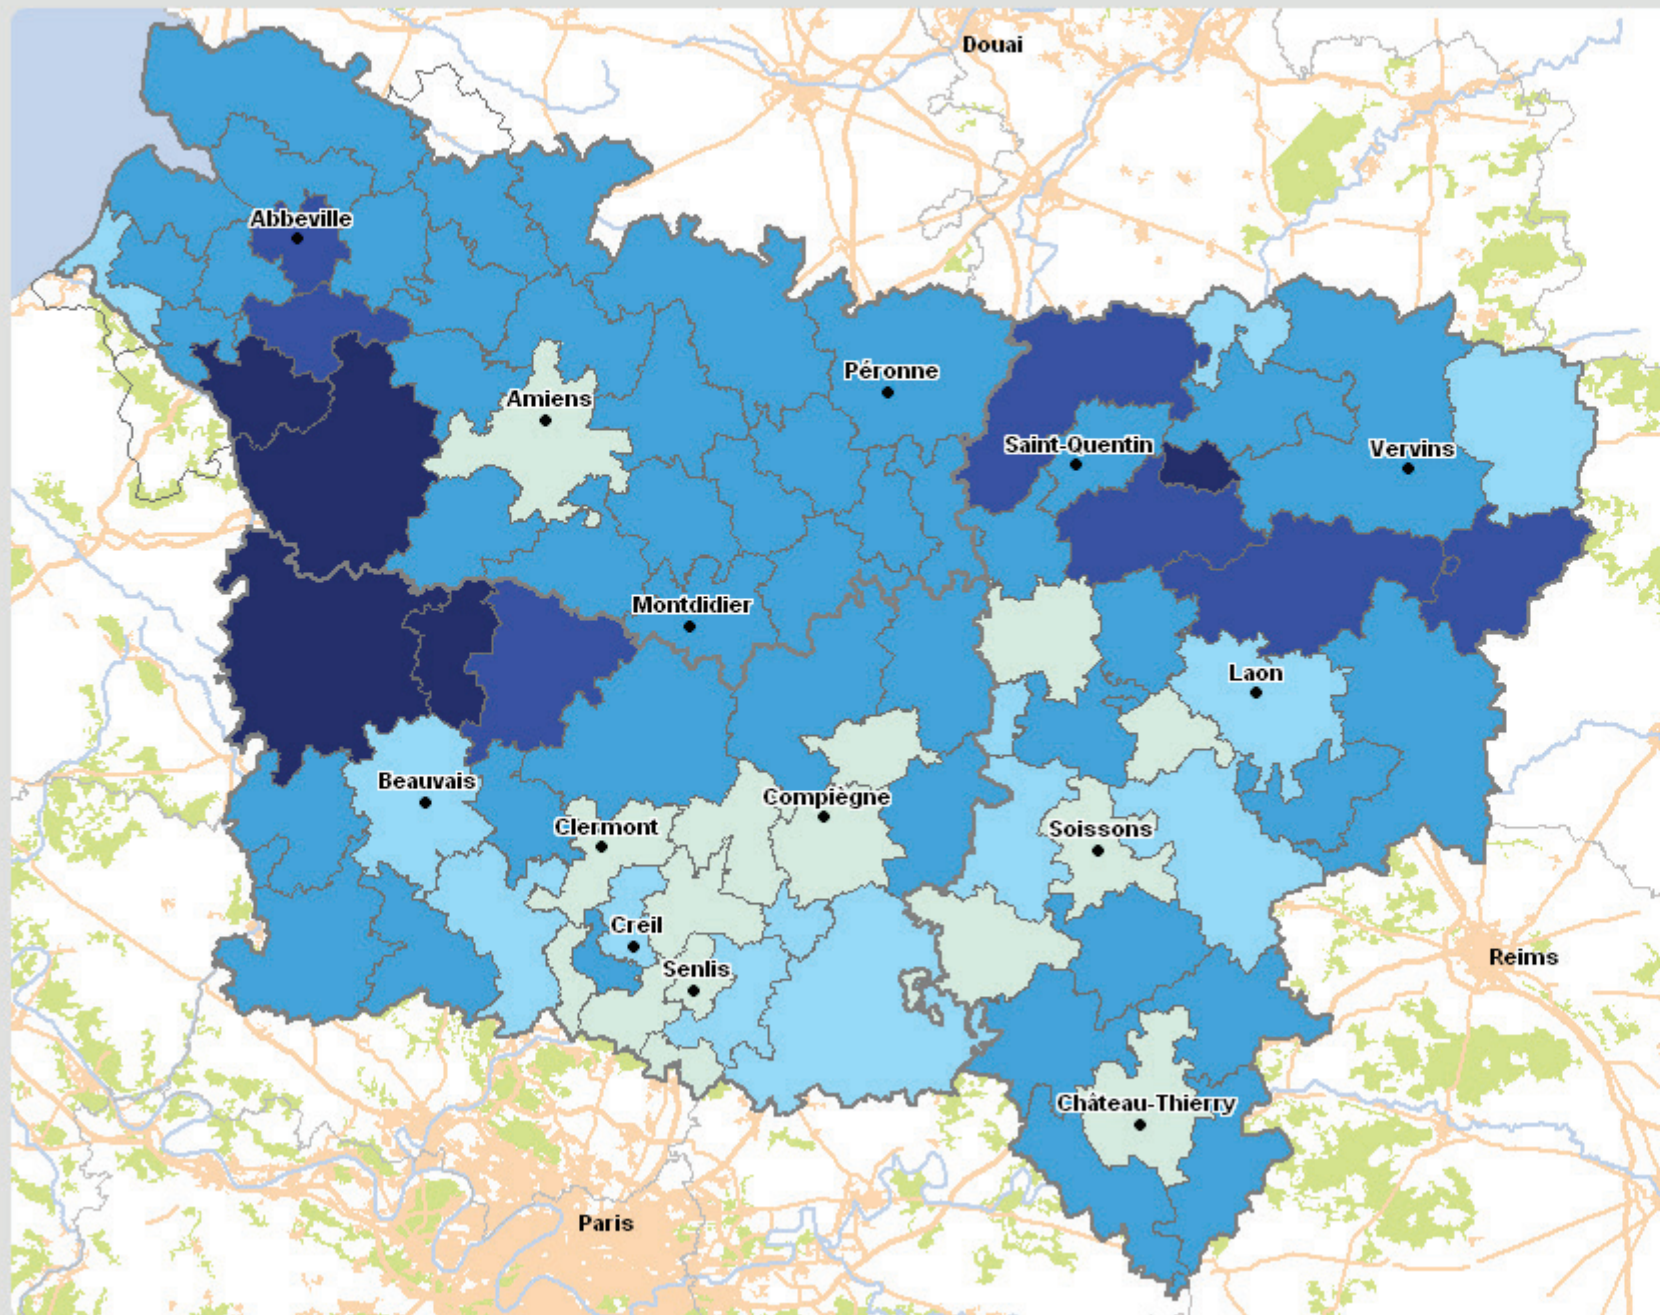 Douai
Abbeville
Péronne
Amiens
Saint-Quentin
Vervins
Montdidier
Laon
Beauvais
Compiègne
Clermont
Soissons
Creil
Senlis
Reims
Château-Thierry
Paris